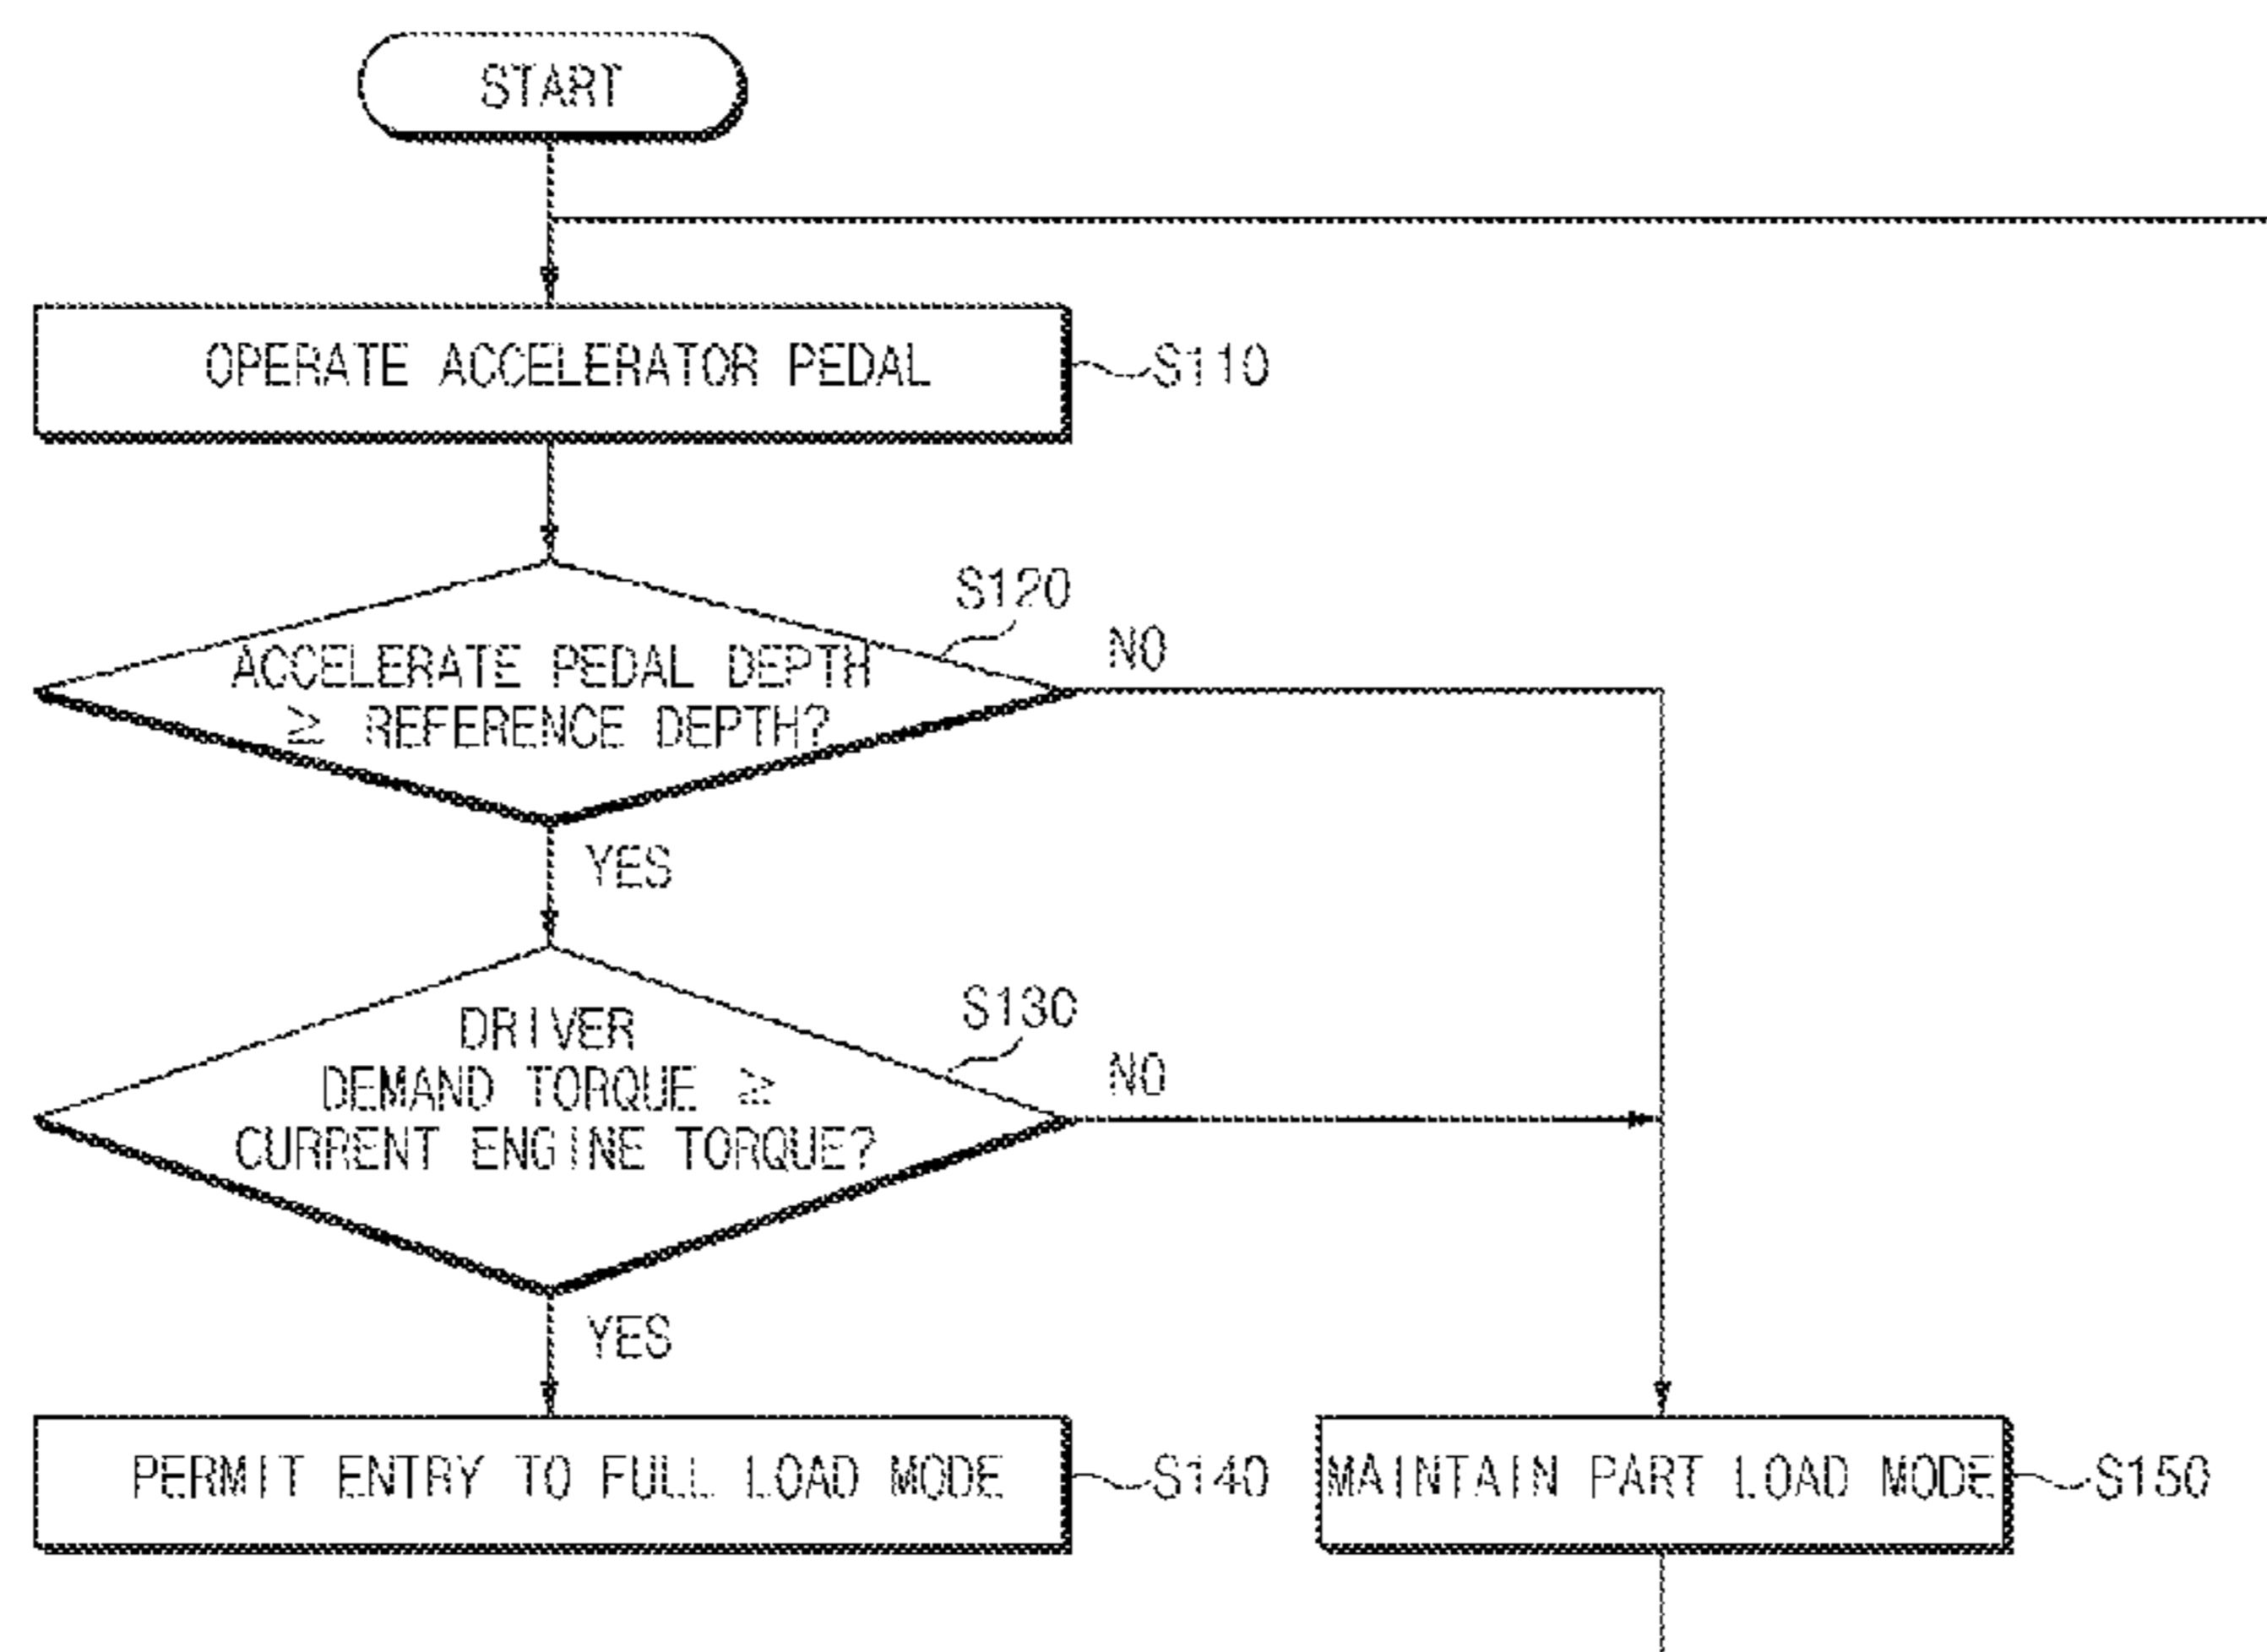 START
OPERATE ACCELERATOR PEDAL
S110
S120
NO
ACCELERATE PEDAL DEPTH
≥ REFERENCE DEPTH?
YES
S130
NO
DRIVER
DEMAND TORQUE ≥
CURRENT ENGINE TORQUE?
YES
PERMIT ENTRY TO FULL LOAD MODE
S140
MAINTAIN PART LOAD MODE
S150